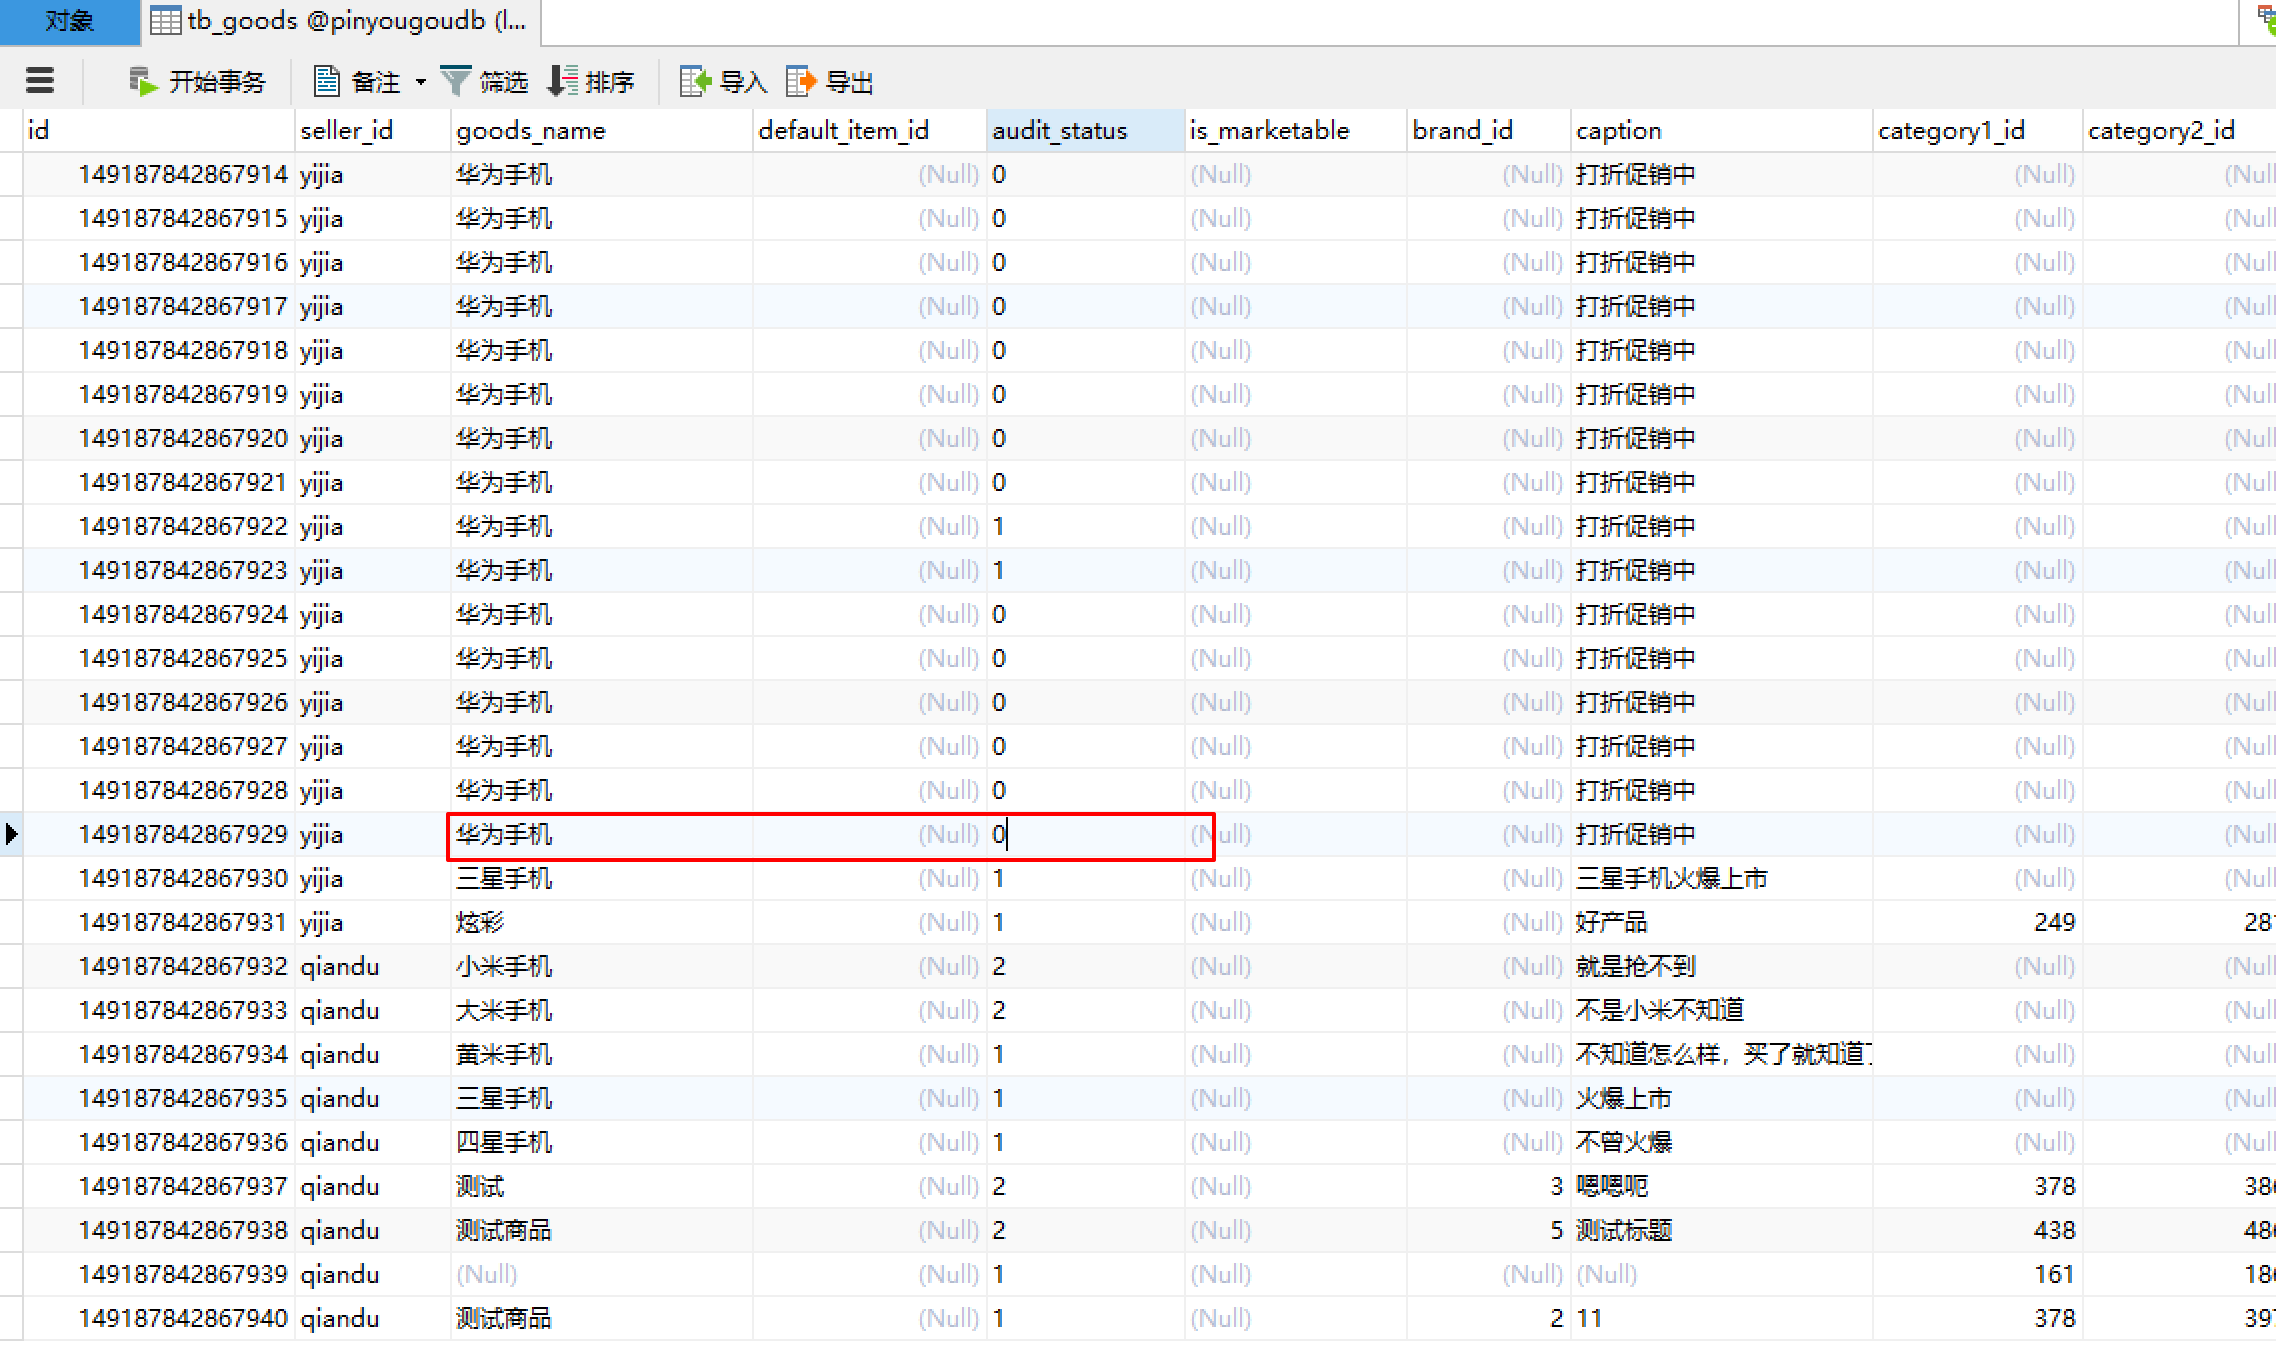 对象 tb_goods @pinyougoudb (l...
开始事务 备注 筛选 排序 导入 导出
id seller_id goods_name default_item_id audit_status is_marketable brand_id caption category1_id category2_id
149187842867914 yijia 华为手机 (Null) 0 (Null) (Null) 打折促销中 (Null) (Null
149187842867915 yijia 华为手机 (Null) 0 (Null) (Null) 打折促销中 (Null) (Null
149187842867916 yijia 华为手机 (Null) 0 (Null) (Null) 打折促销中 (Null) (Null
149187842867917 yijia 华为手机 (Null) 0 (Null) (Null) 打折促销中 (Null) (Null
149187842867918 yijia 华为手机 (Null) 0 (Null) (Null) 打折促销中 (Null) (Null
149187842867919 yijia 华为手机 (Null) 0 (Null) (Null) 打折促销中 (Null) (Null
149187842867920 yijia 华为手机 (Null) 0 (Null) (Null) 打折促销中 (Null) (Null
149187842867921 yijia 华为手机 (Null) 0 (Null) (Null) 打折促销中 (Null) (Null
149187842867922 yijia 华为手机 (Null) 1 (Null) (Null) 打折促销中 (Null) (Null
149187842867923 yijia 华为手机 (Null) 1 (Null) (Null) 打折促销中 (Null) (Null
149187842867924 yijia 华为手机 (Null) 0 (Null) (Null) 打折促销中 (Null) (Null
149187842867925 yijia 华为手机 (Null) 0 (Null) (Null) 打折促销中 (Null) (Null
149187842867926 yijia 华为手机 (Null) 0 (Null) (Null) 打折促销中 (Null) (Null
149187842867927 yijia 华为手机 (Null) 0 (Null) (Null) 打折促销中 (Null) (Null
149187842867928 yijia 华为手机 (Null) 0 (Null) (Null) 打折促销中 (Null) (Null
149187842867929 yijia 华为手机 (Null) 0 (Null) (Null) 打折促销中 (Null) (Null
149187842867930 yijia 三星手机 (Null) 1 (Null) (Null) 三星手机火爆上市 (Null) (Null
149187842867931 yijia 炫彩 (Null) 1 (Null) (Null) 好产品 249 28
149187842867932 qiandu 小米手机 (Null) 2 (Null) (Null) 就是抢不到 (Null) (Null
149187842867933 qiandu 大米手机 (Null) 2 (Null) (Null) 不是小米不知道 (Null) (Null
149187842867934 qiandu 黄米手机 (Null) 1 (Null) (Null) 不知道怎么样，买了就知道 (Null) (Null
149187842867935 qiandu 三星手机 (Null) 1 (Null) (Null) 火爆上市 (Null) (Null
149187842867936 qiandu 四星手机 (Null) 1 (Null) (Null) 不曾火爆 (Null) (Null
149187842867937 qiandu 测试 (Null) 2 (Null) 3 嗯嗯呃 378 38
149187842867938 qiandu 测试商品 (Null) 2 (Null) 5 测试标题 438 48
149187842867939 qiandu (Null) (Null) 1 (Null) (Null) (Null) 161 18
149187842867940 qiandu 测试商品 (Null) 1 (Null) 2 11 378 39